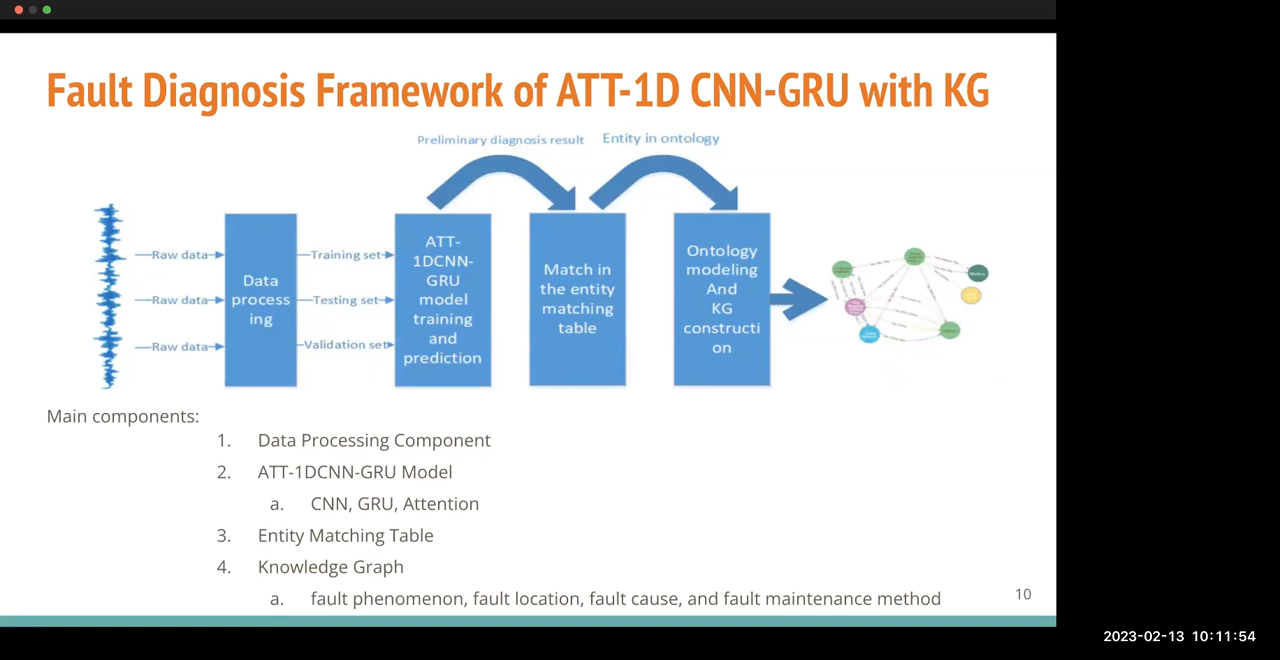 Fault Diagnosis Framework of ATT-1D CNN-GRU with KG
Preliminary diagnosis result
Entity in ontology
Raw data
Raw data
Raw data
Data
process
ing
Training set
Testing set
Validation set
ATT-
1DCNN-
GRU
model
training
and
prediction
Match in
the entity
matching
table
Ontology
modeling
And
KG
constructi
on
Main components:
1. Data Processing Component
2. ATT-1DCNN-GRU Model
a. CNN, GRU, Attention
3. Entity Matching Table
4. Knowledge Graph
a. fault phenomenon, fault location, fault cause, and fault maintenance method
10
2023-02-13 10:11:54